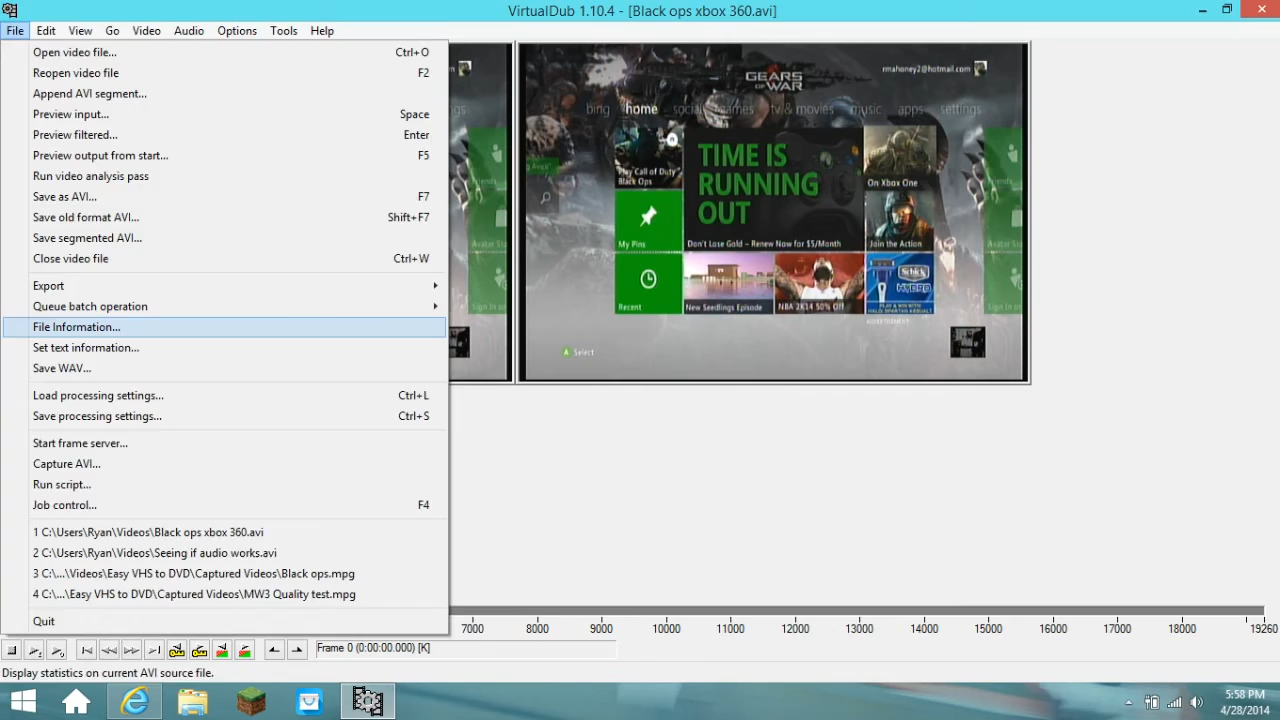 VirtualDub 1.10.4 - [Black ops xbox 360.avi]
File Edit View Go Video Audio Options Tools Help
Open video file... Ctrl+O
Reopen video file F2
Append AVI segment...
Preview input... Space
Preview filtered... Enter
Preview output from start... F5
Run video analysis pass
Save as AVI... F7
Save old format AVI... Shift+F7
Save segmented AVI...
Close video file Ctrl+W
Export
Queue batch operation
File Information...
Set text information...
Save WAV...
Load processing settings... Ctrl+L
Save processing settings... Ctrl+S
Start frame server...
Capture AVI...
Run script...
Job control... F4
1 C:\Users\Ryan\Videos\Black ops xbox 360.avi
2 C:\Users\Ryan\Videos\Seeing if audio works.avi
3 C:\...\Videos\Easy VHS to DVD\Captured Videos\Black ops.mpg
4 C:\...\Easy VHS to DVD\Captured Videos\MW3 Quality test.mpg
Quit
GEARS
OF WAR
rmahoney2@hotmail.com
bing home social games tv & movies music apps settings
Play Call of Duty
Black Ops
TIME IS
RUNNING
OUT
Don't Lose Gold – Renew Now for $5/Month
On Xbox One
My Pins
Join the Action
Recent
New Seedlings Episode
NBA 2K14 50% Off
Schick
HYDRO
PLAY & WIN WITH
ADVERTISEMENT
Friends
Avatar
Sign In
A Select
7000 8000 9000 10000 11000 12000 13000 14000 15000 16000 17000 18000 19260
Frame 0 (0:00:00.000) [K]
Display statistics on current AVI source file.
5:58 PM
4/28/2014